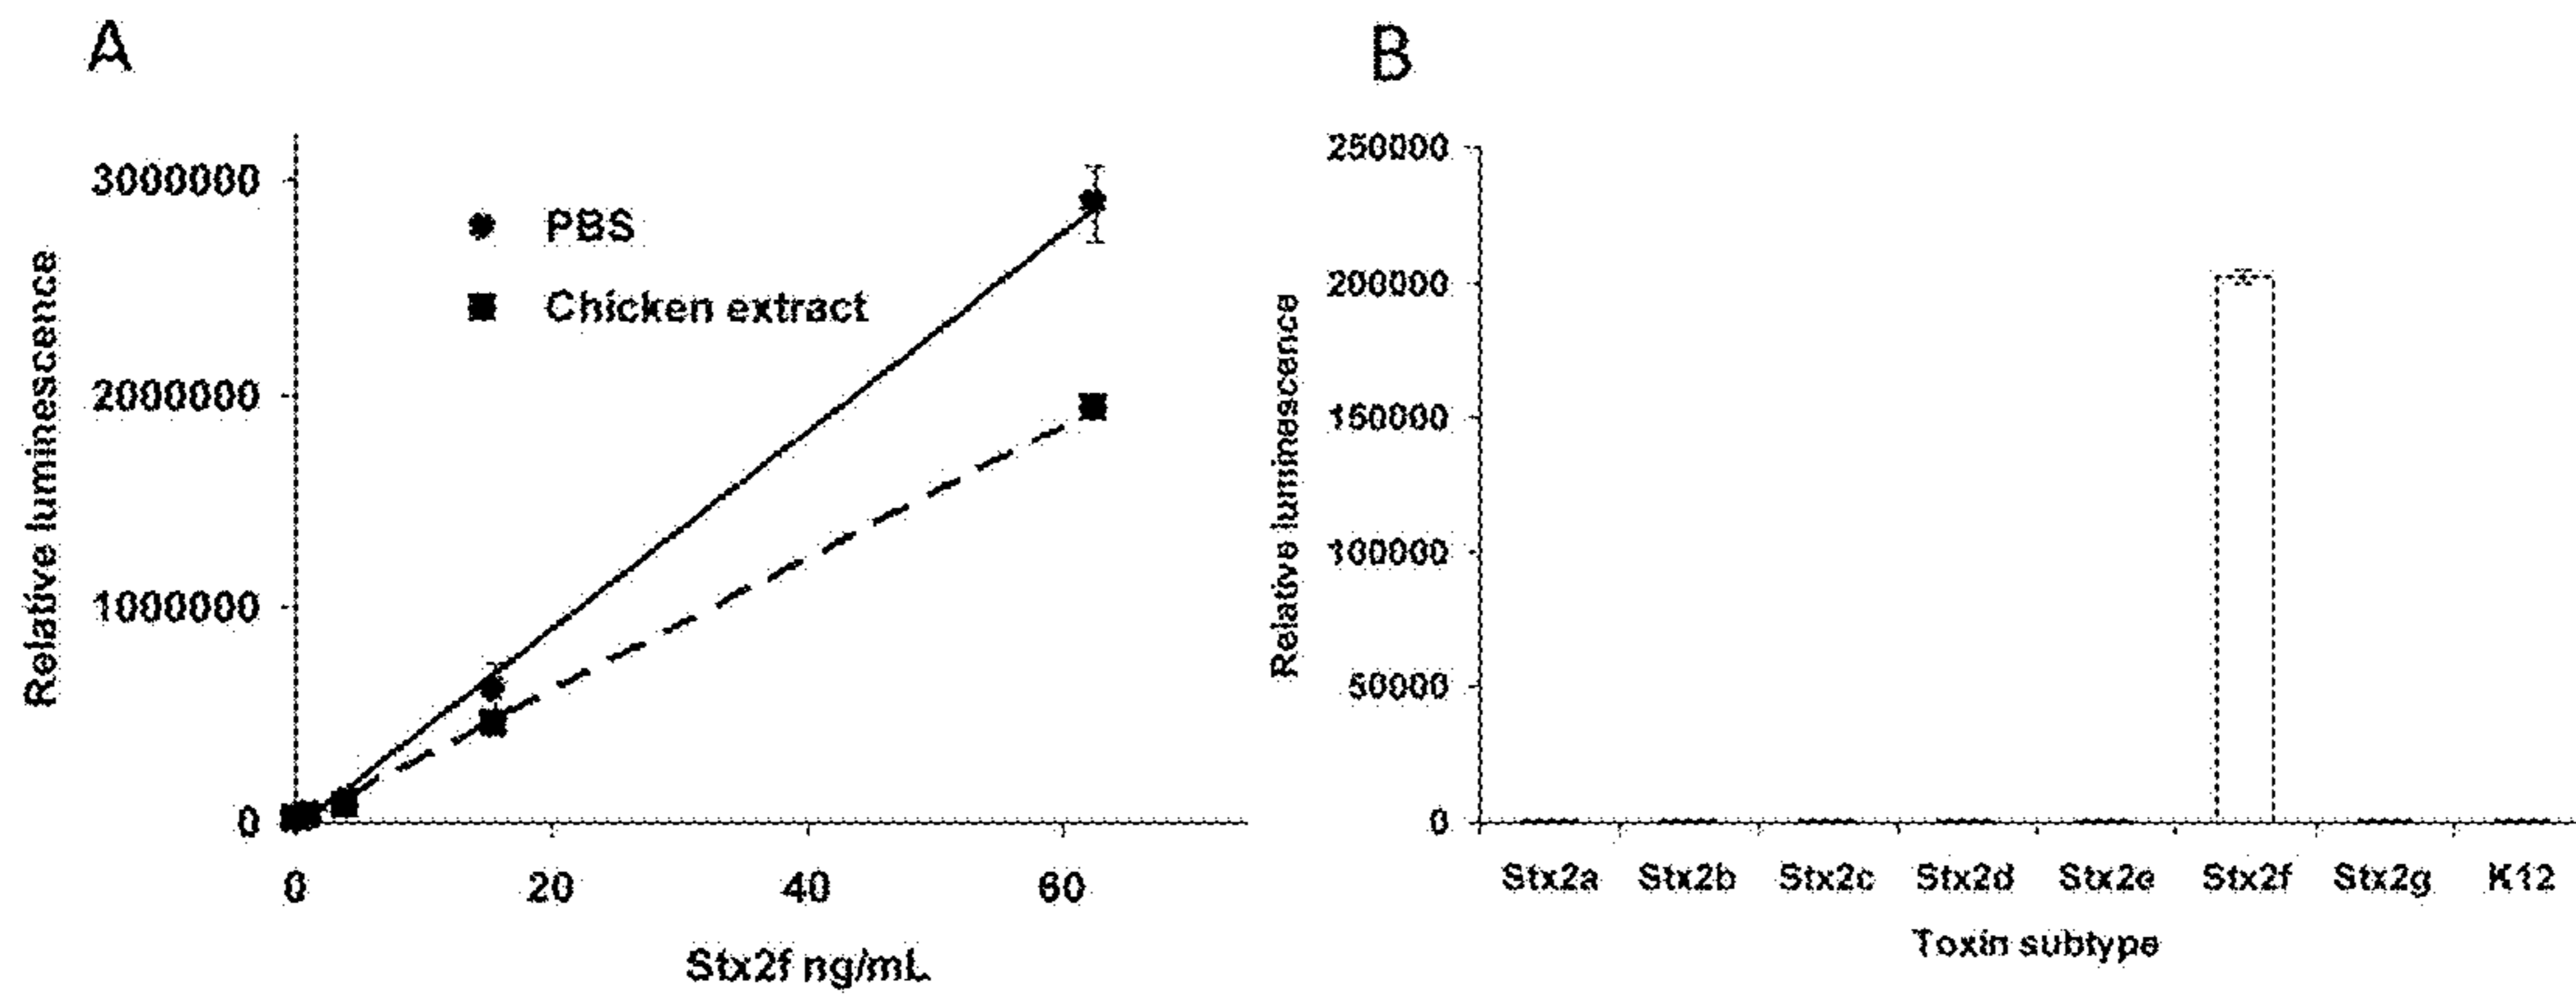 A
3000000
2000000
1000000
0
Relative luminescence
PBS
Chicken extract
0 20 40 60
Stx2f ng/mL
B
250000
200000
150000
100000
50000
0
Relative luminescence
Stx2a Stx2b Stx2c Stx2d Stx2e Stx2f Stx2g K12
Toxin subtype